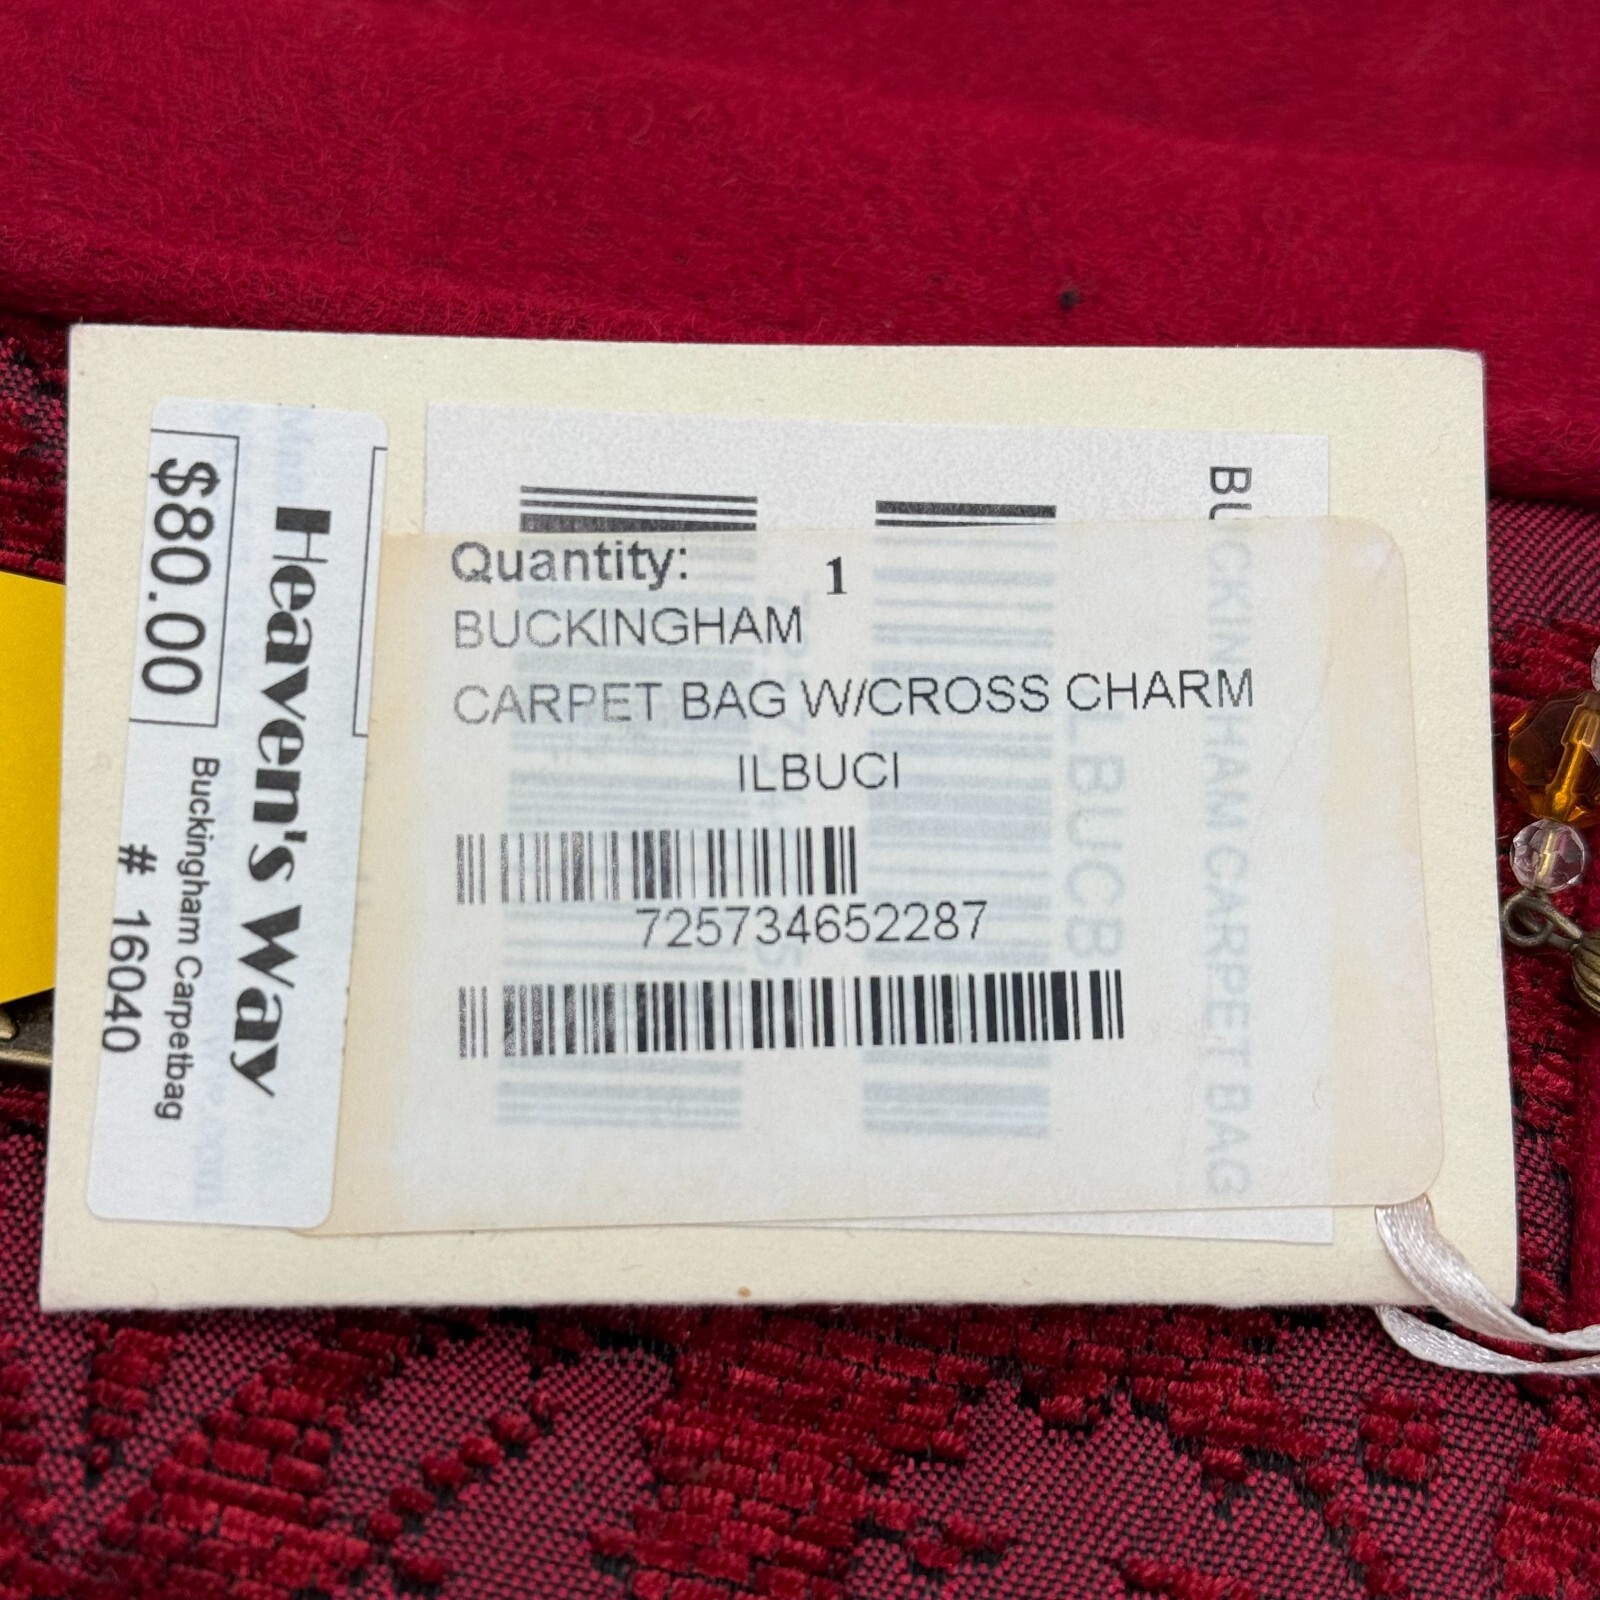 $80.00
Heaven's Way
Buckingham Carpetbag
# 16040
Quantity: 1
BUCKINGHAM
CARPET BAG W/CROSS CHARM
ILBUCI
725734652287
BUCKINGHAM CARPET BAG
ILBUCB